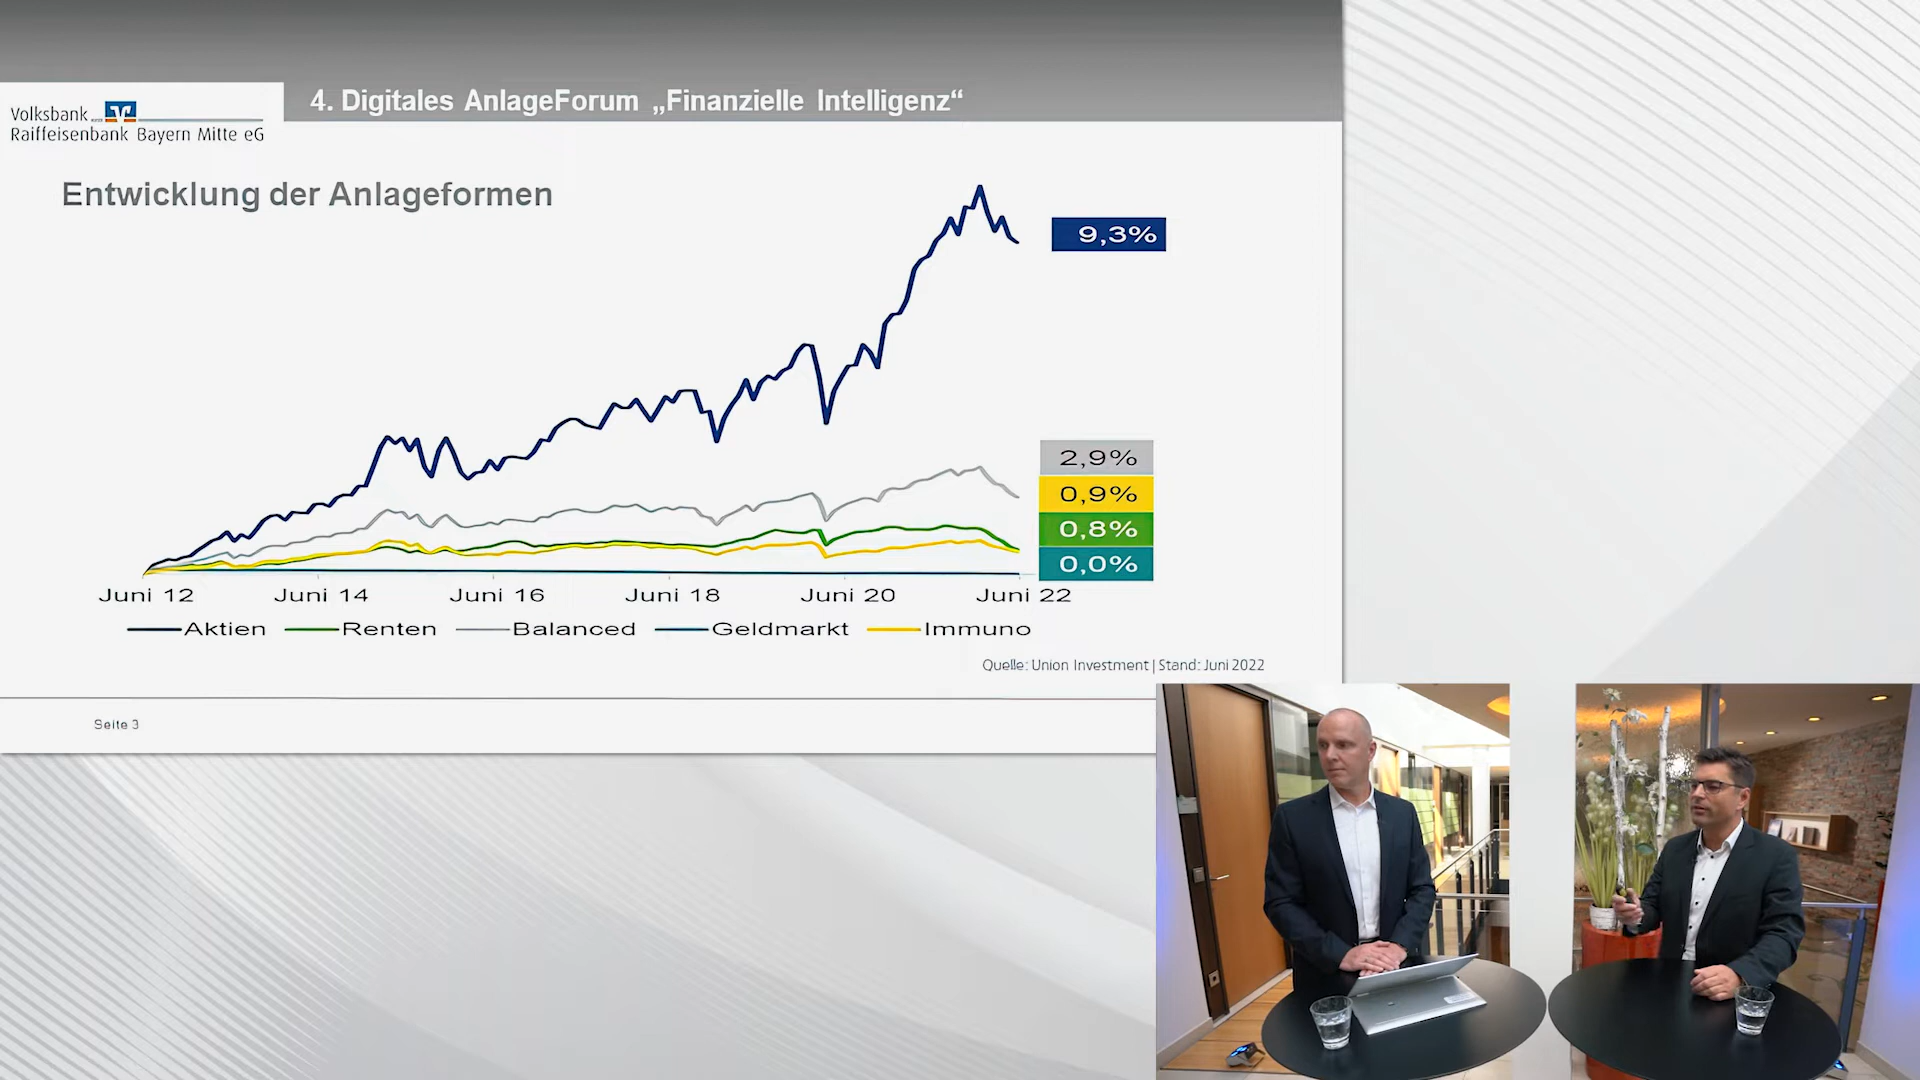 4. Digitales AnlageForum „Finanzielle Intelligenz“
Volksbank
Raiffeisenbank Bayern Mitte eG
Entwicklung der Anlageformen
9,3%
2,9%
0,9%
0,8%
0,0%
Juni 12 Juni 14 Juni 16 Juni 18 Juni 20 Juni 22
Aktien Renten Balanced Geldmarkt Immuno
Quelle: Union Investment | Stand: Juni 2022
Seite 3